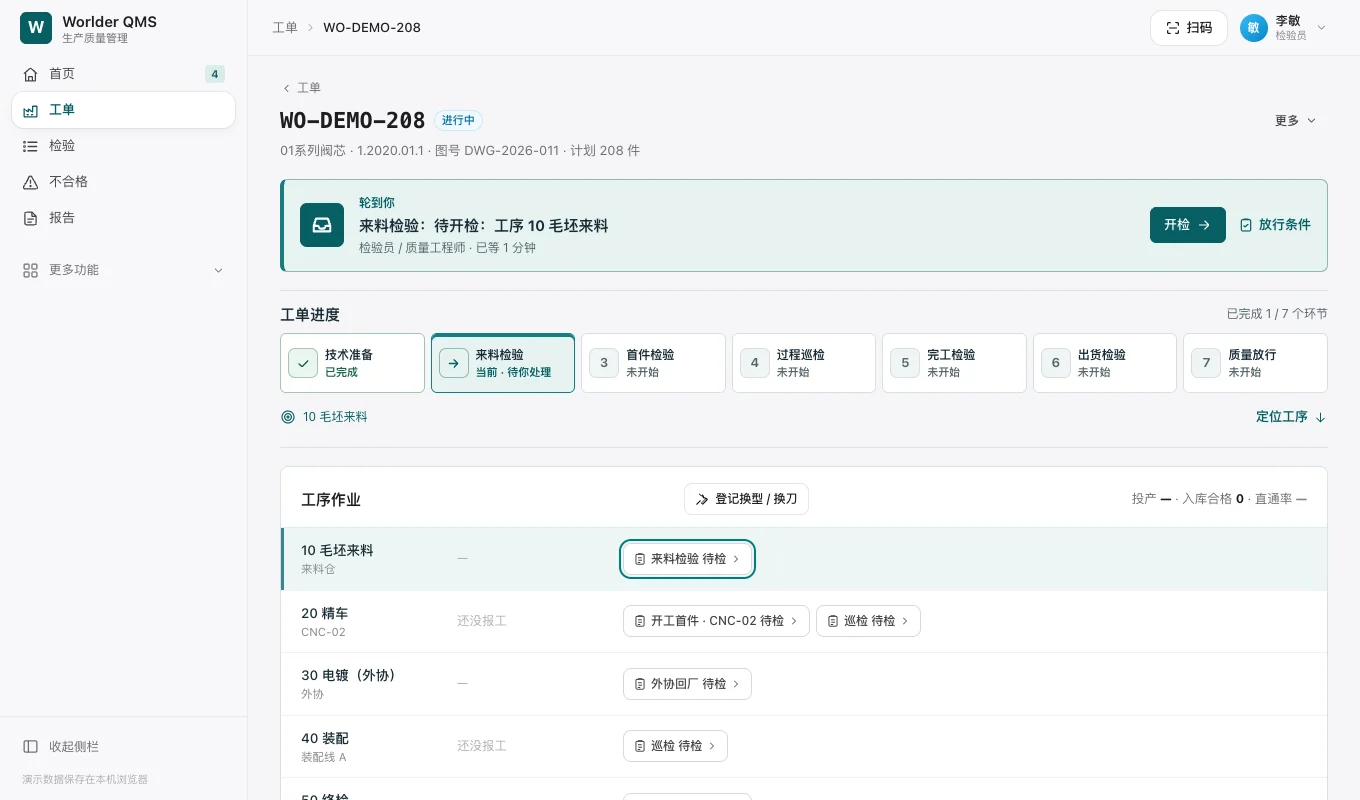 W
Worlder QMS
生产质量管理
首页
4
工单
检验
不合格
报告
更多功能
收起侧栏
演示数据保存在本机浏览器
工单
WO-DEMO-208
扫码
敏
李敏
检验员
工单
WO-DEMO-208
进行中
更多
01系列阀芯 · 1.2020.01.1 · 图号 DWG-2026-011 · 计划 208 件
轮到你
来料检验：待开检：工序 10 毛坯来料
检验员 / 质量工程师 · 已等 1 分钟
开检 →
放行条件
工单进度
已完成 1 / 7 个环节
技术准备
已完成
来料检验
当前 · 待你处理
3
首件检验
未开始
4
过程巡检
未开始
5
完工检验
未开始
6
出货检验
未开始
7
质量放行
未开始
10 毛坯来料
定位工序 ↓
工序作业
登记换型 / 换刀
投产 — · 入库合格 0 · 直通率 —
10 毛坯来料
来料仓
—
来料检验 待检
20 精车
CNC-02
还没报工
开工首件 · CNC-02 待检
巡检 待检
30 电镀（外协）
外协
—
外协回厂 待检
40 装配
装配线 A
还没报工
巡检 待检
50 终检